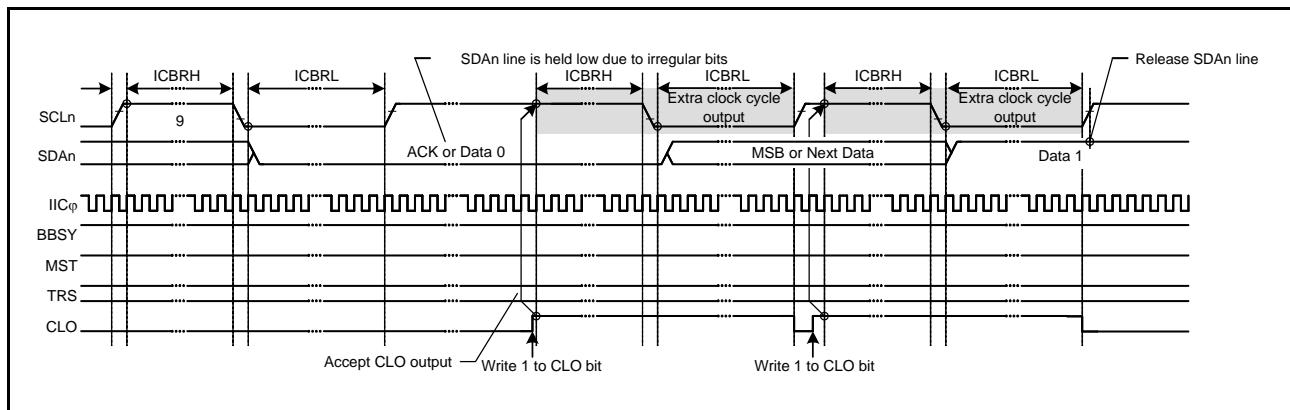 SDAn line is held low due to irregular bits
Release SDAn line
ICBRH
ICBRL
ICBRH
ICBRL
ICBRH
ICBRL
Extra clock cycle
output
Extra clock cycle
output
SCLn
9
SDAn
ACK or Data 0
MSB or Next Data
Data 1
IICφ
BBSY
MST
TRS
CLO
Accept CLO output
Write 1 to CLO bit
Write 1 to CLO bit